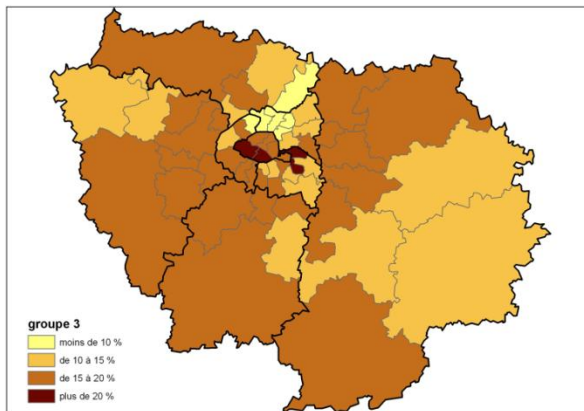 groupe 3
moins de 10 %
de 10 à 15 %
de 15 à 20 %
plus de 20 %